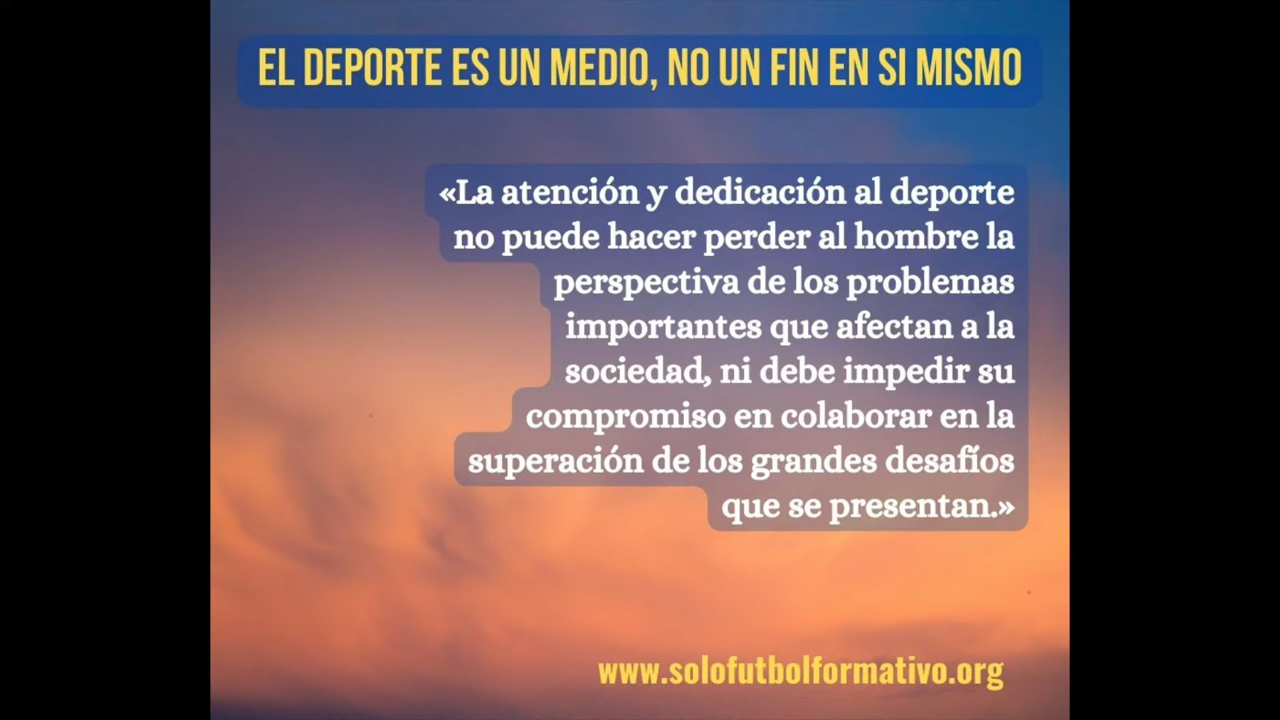 EL DEPORTE ES UN MEDIO, NO UN FIN EN SI MISMO
«La atención y dedicación al deporte
no puede hacer perder al hombre la
perspectiva de los problemas
importantes que afectan a la
sociedad, ni debe impedir su
compromiso en colaborar en la
superación de los grandes desafíos
que se presentan.»
www.solofutbolformativo.org